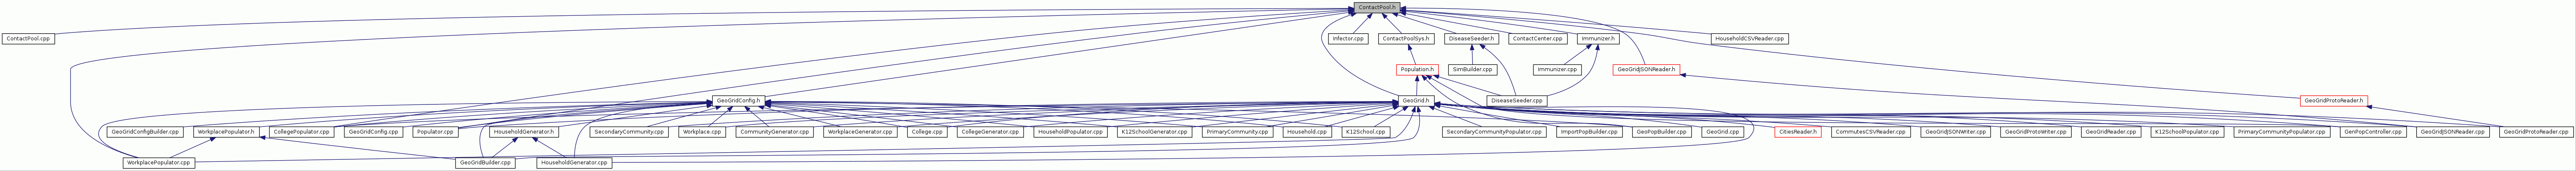 ContactPool.h
ContactPool.cpp
Infector.cpp
ContactPoolSys.h
DiseaseSeeder.h
ContactCenter.cpp
Immunizer.h
HouseholdCSVReader.cpp
Population.h
SimBuilder.cpp
Immunizer.cpp
GeoGridJSONReader.h
GeoGridConfig.h
GeoGrid.h
DiseaseSeeder.cpp
GeoGridProtoReader.h
GeoGridConfigBuilder.cpp
WorkplacePopulator.h
CollegePopulator.cpp
GeoGridConfig.cpp
Populator.cpp
HouseholdGenerator.h
SecondaryCommunity.cpp
Workplace.cpp
CommunityGenerator.cpp
WorkplaceGenerator.cpp
College.cpp
CollegeGenerator.cpp
HouseholdPopulator.cpp
K12SchoolGenerator.cpp
PrimaryCommunity.cpp
Household.cpp
K12School.cpp
SecondaryCommunityPopulator.cpp
ImportPopBuilder.cpp
GeoPopBuilder.cpp
GeoGrid.cpp
CitiesReader.h
CommutesCSVReader.cpp
GeoGridJSONWriter.cpp
GeoGridProtoWriter.cpp
GeoGridReader.cpp
K12SchoolPopulator.cpp
PrimaryCommunityPopulator.cpp
GenPopController.cpp
GeoGridJSONReader.cpp
GeoGridProtoReader.cpp
WorkplacePopulator.cpp
GeoGridBuilder.cpp
HouseholdGenerator.cpp